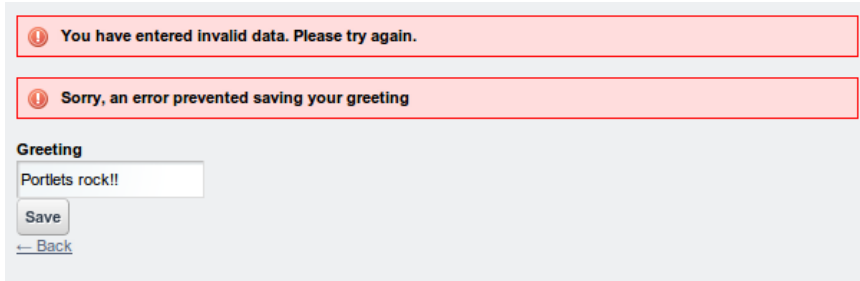 You have entered invalid data. Please try again.
Sorry, an error prevented saving your greeting
Greeting
Portlets rock!!
Save
← Back